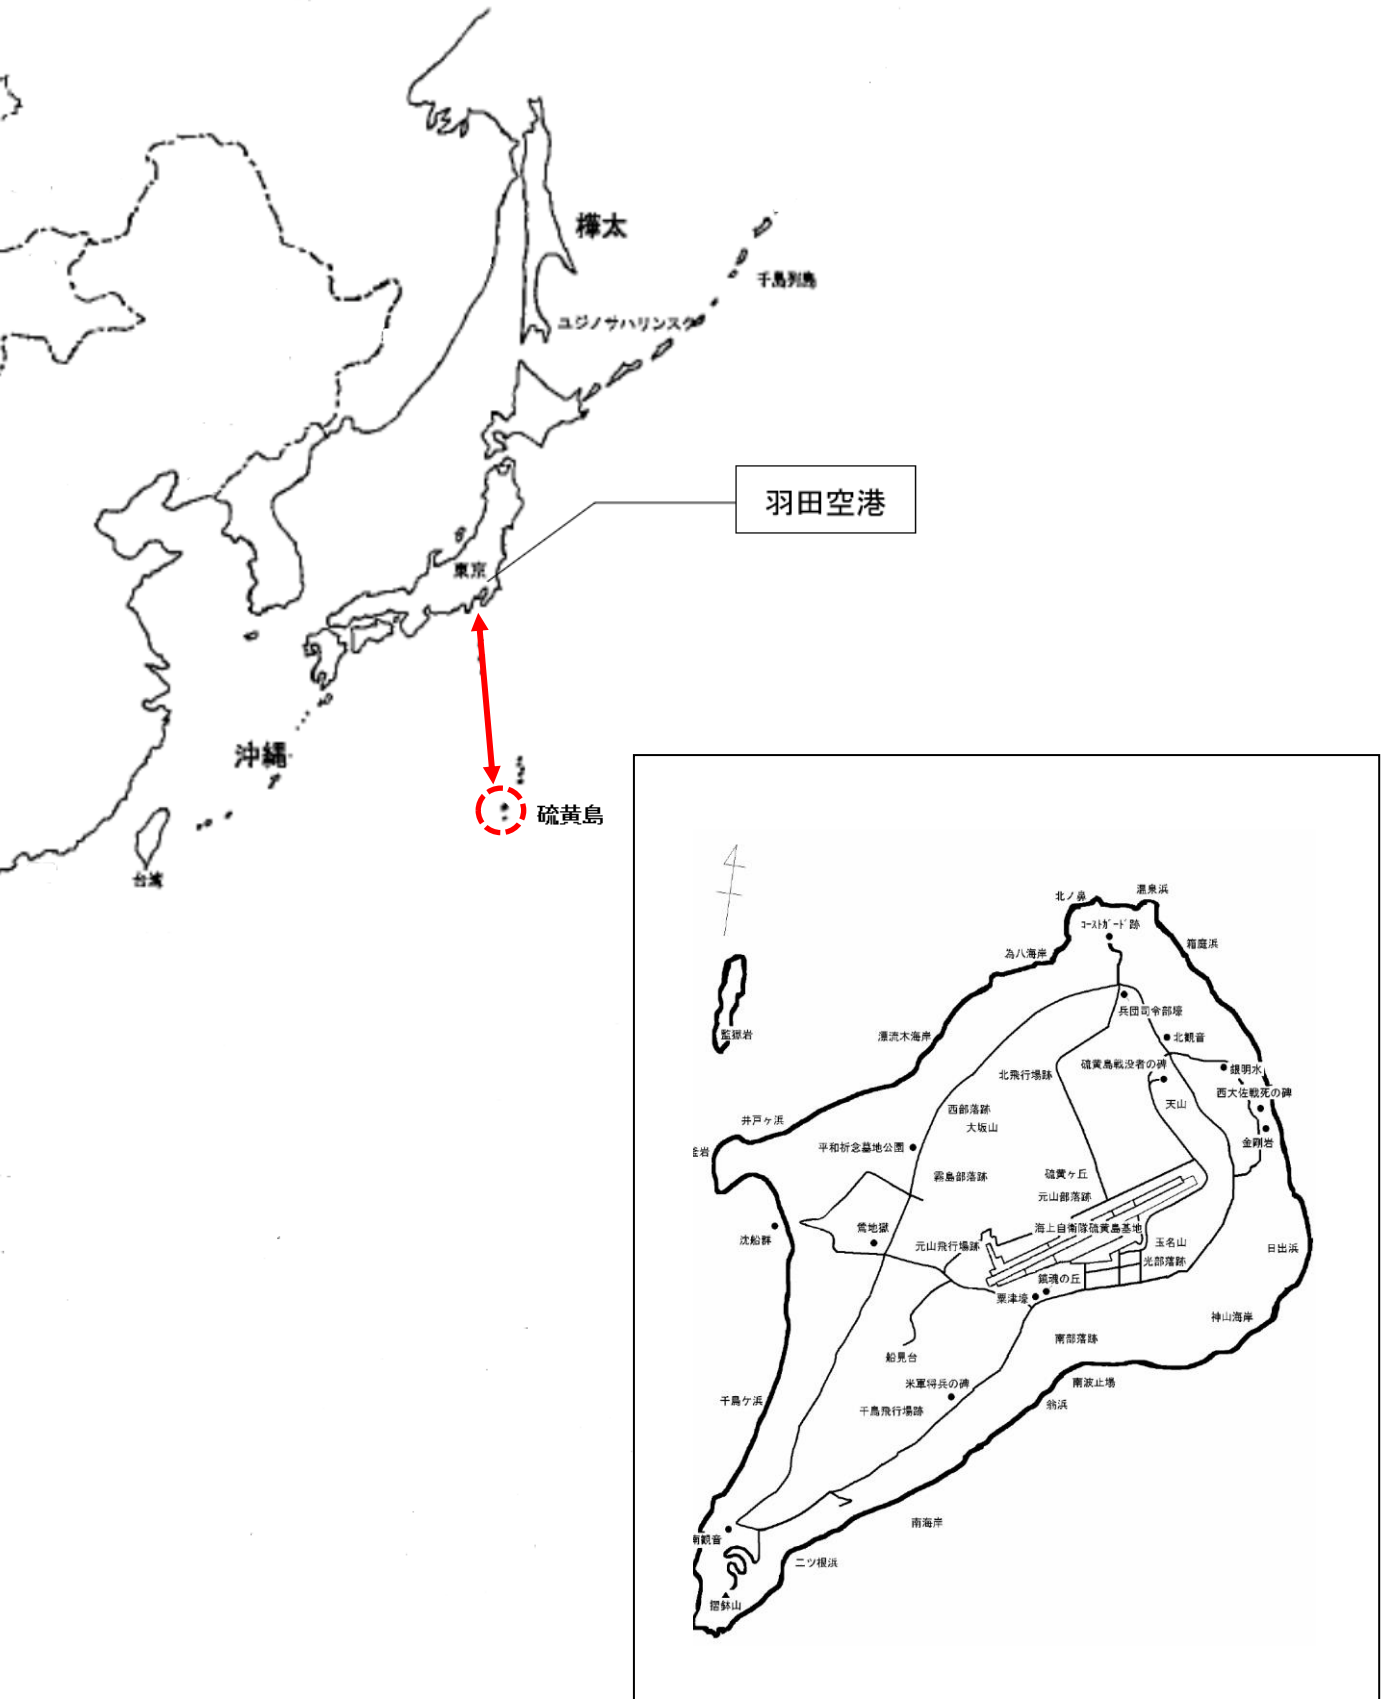 樺太
千島列島
ユジノサハリンスク
羽田空港
東京
沖縄
硫黄島
台湾
北ノ鼻
温泉浜
コーストガード跡
箱庭浜
為八海岸
兵団司令部壕
監獄岩
漂流木海岸
北観音
硫黄島戦没者の碑
銀明水
北飛行場跡
西大佐戦死の碑
天山
西部落跡
井戸ヶ浜
大坂山
金剛岩
平和祈念墓地公園
釜岩
硫黄ヶ丘
霧島部落跡
元山部落跡
海上自衛隊硫黄島基地
鶯地獄
沈船群
元山飛行場跡
玉名山
日出浜
光部落跡
鎮魂の丘
粟津壕
神山海岸
南部落跡
船見台
米軍将兵の碑
南波止場
千鳥ケ浜
翁浜
千鳥飛行場跡
南海岸
南観音
二ツ根浜
摺鉢山